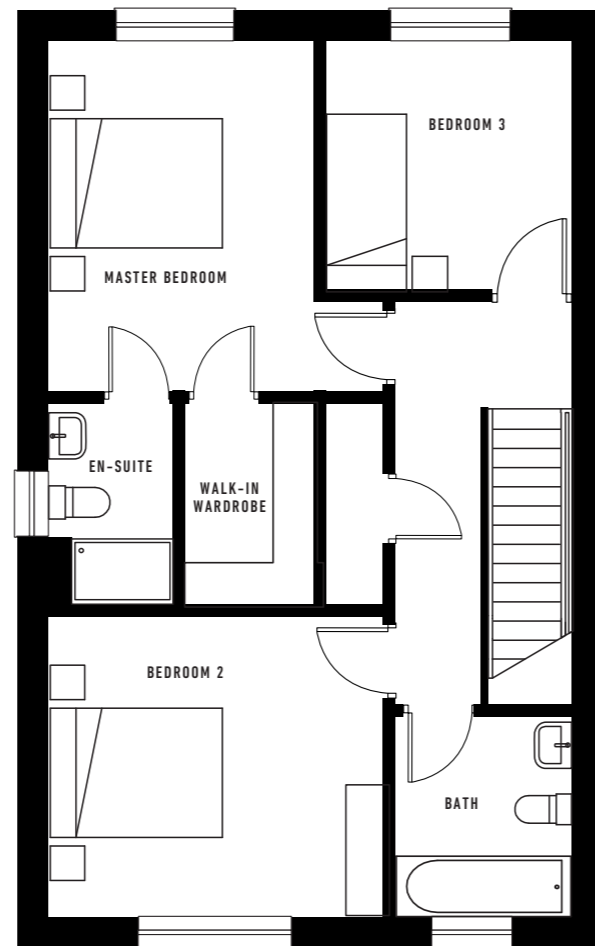 BEDROOM 3
MASTER BEDROOM
EN-SUITE
WALK-IN
WARDROBE
BEDROOM 2
BATH